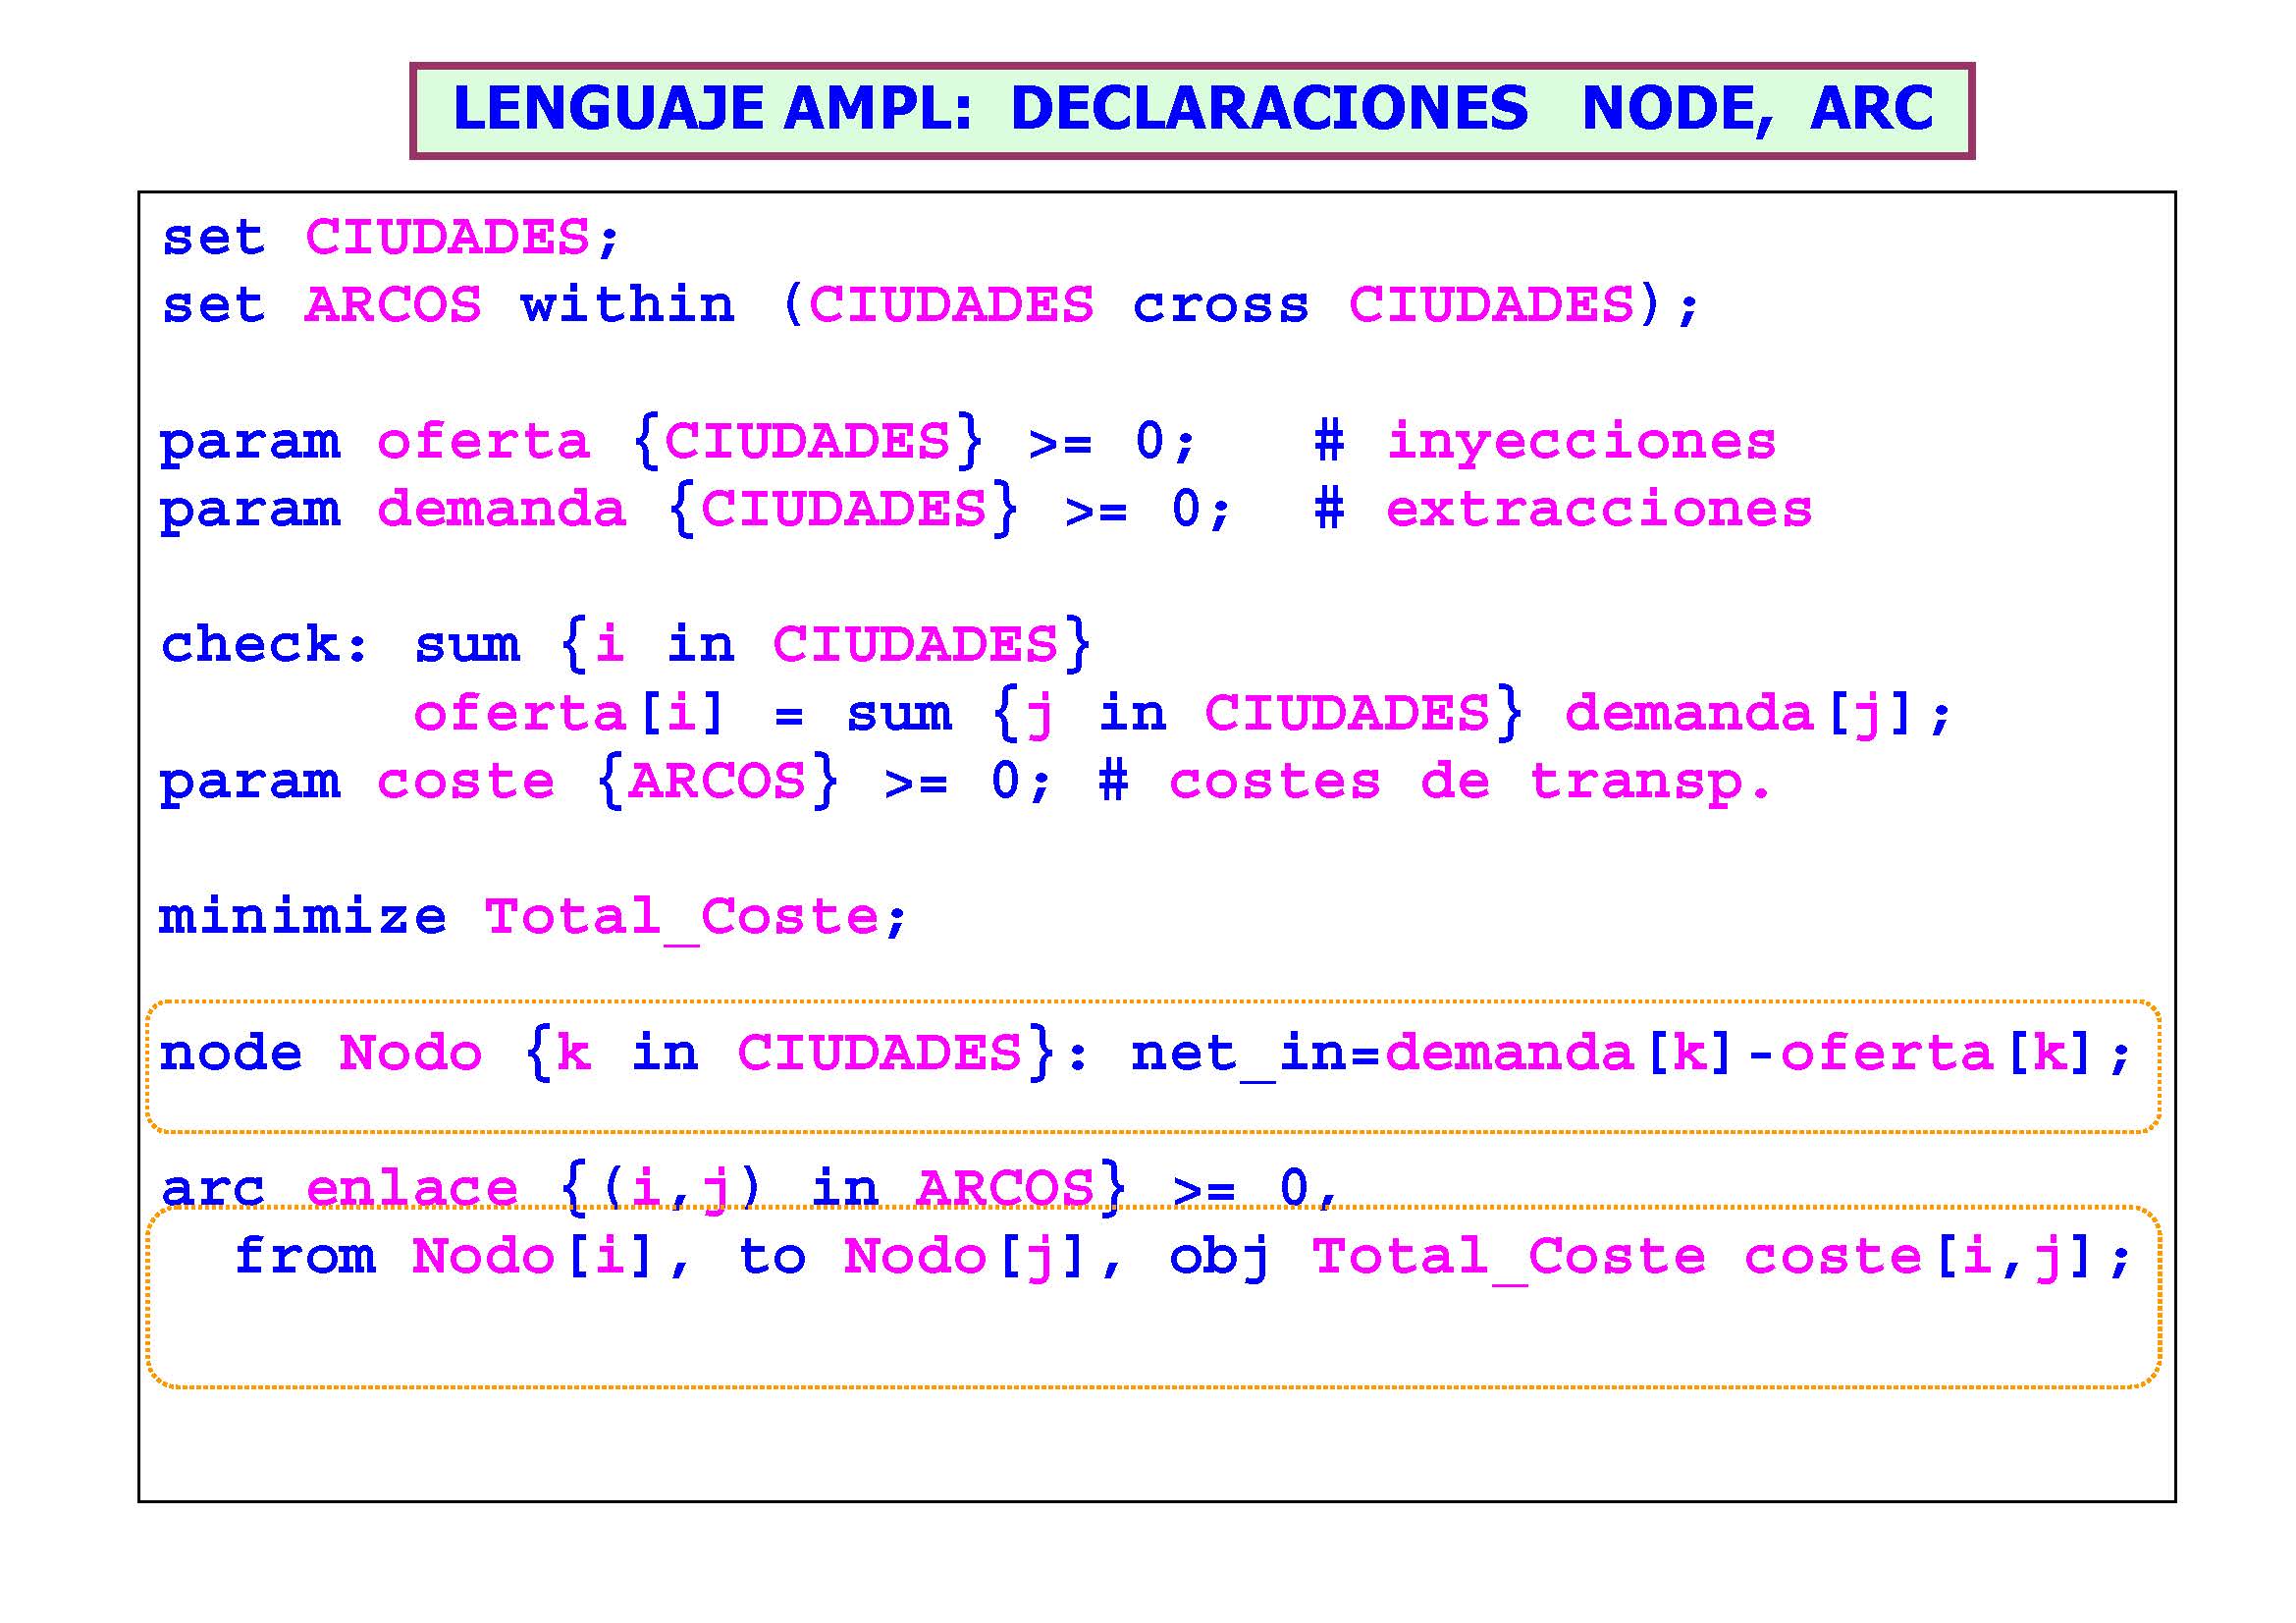 LENGUAJE AMPL: DECLARACIONES NODE, ARC
set CIUDADES;
set ARCOS within (CIUDADES cross CIUDADES);
param oferta {CIUDADES} >= 0; # inyecciones
param demanda {CIUDADES} >= 0; # extracciones
check: sum {i in CIUDADES}
oferta[i] = sum {j in CIUDADES} demanda[j];
param coste {ARCOS} >= 0; # costes de transp.
minimize Total_Coste;
node Nodo {k in CIUDADES}: net_in=demanda[k]-oferta[k];
arc enlace {(i,j) in ARCOS} >= 0,
from Nodo[i], to Nodo[j], obj Total_Coste coste[i,j];